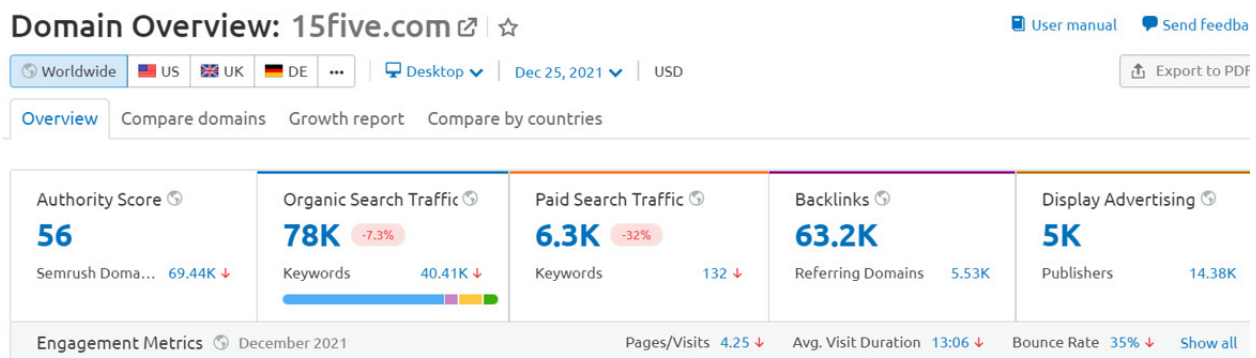 Domain Overview: 15five.com
User manual Send feedba
Worldwide US UK DE ... Desktop Dec 25, 2021 USD Export to PDF
Overview Compare domains Growth report Compare by countries
Authority Score Organic Search Traffic Paid Search Traffic Backlinks Display Advertising
56 78K -7.3% 6.3K -32% 63.2K 5K
Semrush Doma... 69.44K ↓ Keywords 40.41K ↓ Keywords 132 ↓ Referring Domains 5.53K Publishers 14.38K
Engagement Metrics December 2021 Pages/Visits 4.25 ↓ Avg. Visit Duration 13:06 ↓ Bounce Rate 35% ↓ Show all